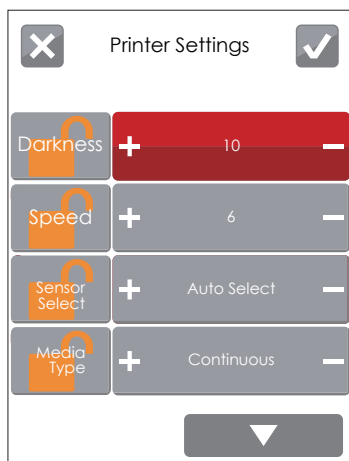 Printer Settings
Darkness + 10 −
Speed + 6 −
Sensor
Select + Auto Select −
Media
Type + Continuous −